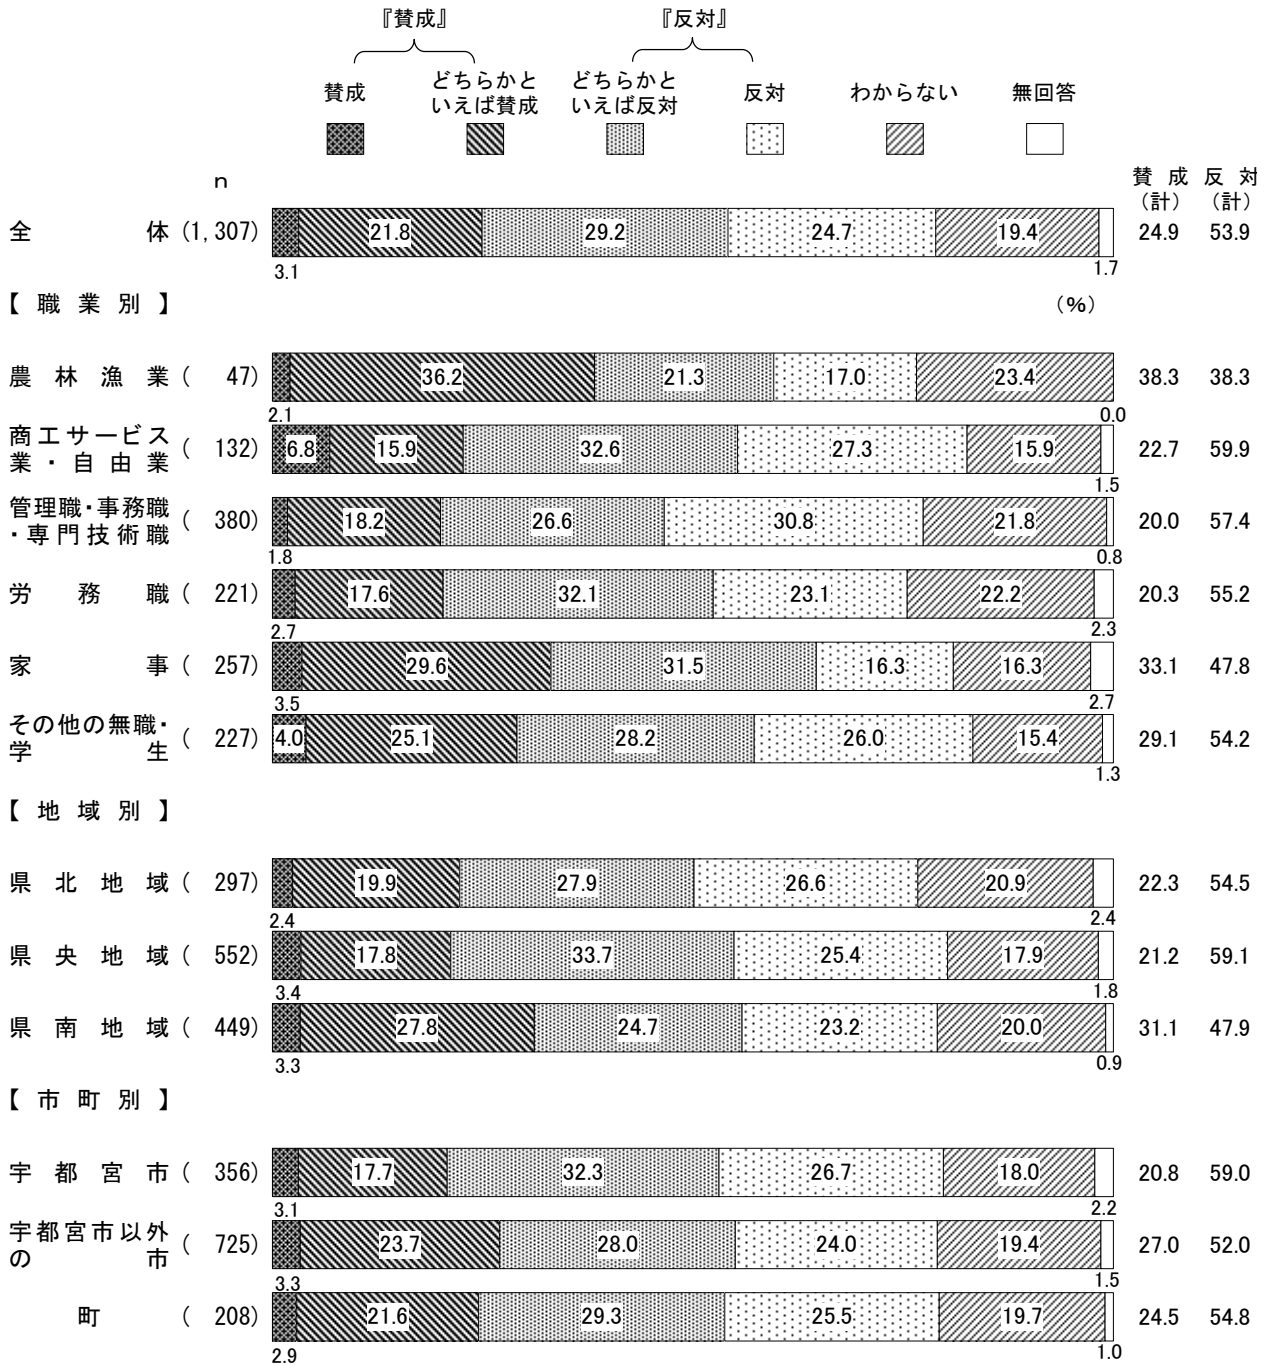 『賛成』 『反対』
賛成 どちらかと どちらかと 反対 わからない 無回答
いえば賛成 いえば反対
n 賛成 反対
(計) (計)
全体 (1,307) 21.8 29.2 24.7 19.4 24.9 53.9
3.1 1.7
【職業別】 (%)
農林漁業 ( 47) 36.2 21.3 17.0 23.4 38.3 38.3
2.1 0.0
商工サービス
業・自由業 ( 132) 6.8 15.9 32.6 27.3 15.9 22.7 59.9
1.5
管理職・事務職
・専門技術職 ( 380) 18.2 26.6 30.8 21.8 20.0 57.4
1.8 0.8
労務職 ( 221) 17.6 32.1 23.1 22.2 20.3 55.2
2.7 2.3
家事 ( 257) 29.6 31.5 16.3 16.3 33.1 47.8
3.5 2.7
その他の無職・
学生 ( 227) 4.0 25.1 28.2 26.0 15.4 29.1 54.2
1.3
【地域別】
県北地域 ( 297) 19.9 27.9 26.6 20.9 22.3 54.5
2.4 2.4
県央地域 ( 552) 17.8 33.7 25.4 17.9 21.2 59.1
3.4 1.8
県南地域 ( 449) 27.8 24.7 23.2 20.0 31.1 47.9
3.3 0.9
【市町別】
宇都宮市 ( 356) 17.7 32.3 26.7 18.0 20.8 59.0
3.1 2.2
宇都宮市以外
の市 ( 725) 23.7 28.0 24.0 19.4 27.0 52.0
3.3 1.5
町 ( 208) 21.6 29.3 25.5 19.7 24.5 54.8
2.9 1.0